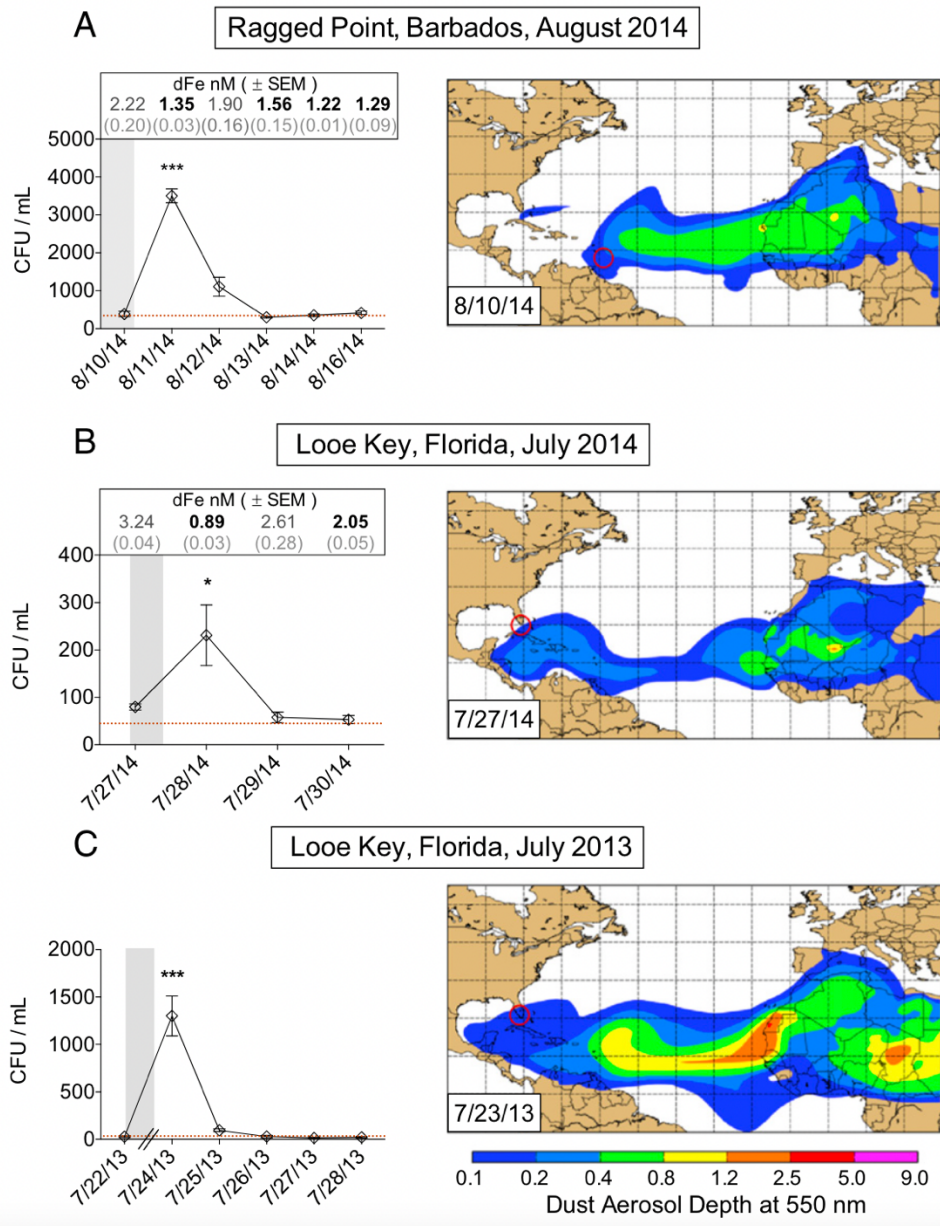 A
Ragged Point, Barbados, August 2014
dFe nM ( ± SEM )
2.22 1.35 1.90 1.56 1.22 1.29
(0.20)(0.03)(0.16)(0.15)(0.01)(0.09)
5000
4000
3000
2000
1000
0
CFU / mL
***
8/10/14
8/11/14
8/12/14
8/13/14
8/14/14
8/16/14
8/10/14
B
Looe Key, Florida, July 2014
dFe nM ( ± SEM )
3.24 0.89 2.61 2.05
(0.04) (0.03) (0.28) (0.05)
400
300
200
100
0
CFU / mL
*
7/27/14
7/28/14
7/29/14
7/30/14
7/27/14
C
Looe Key, Florida, July 2013
2000
1500
1000
500
0
CFU / mL
***
7/22/13
7/24/13
7/25/13
7/26/13
7/27/13
7/28/13
7/23/13
0.1 0.2 0.4 0.8 1.2 2.5 5.0 9.0
Dust Aerosol Depth at 550 nm